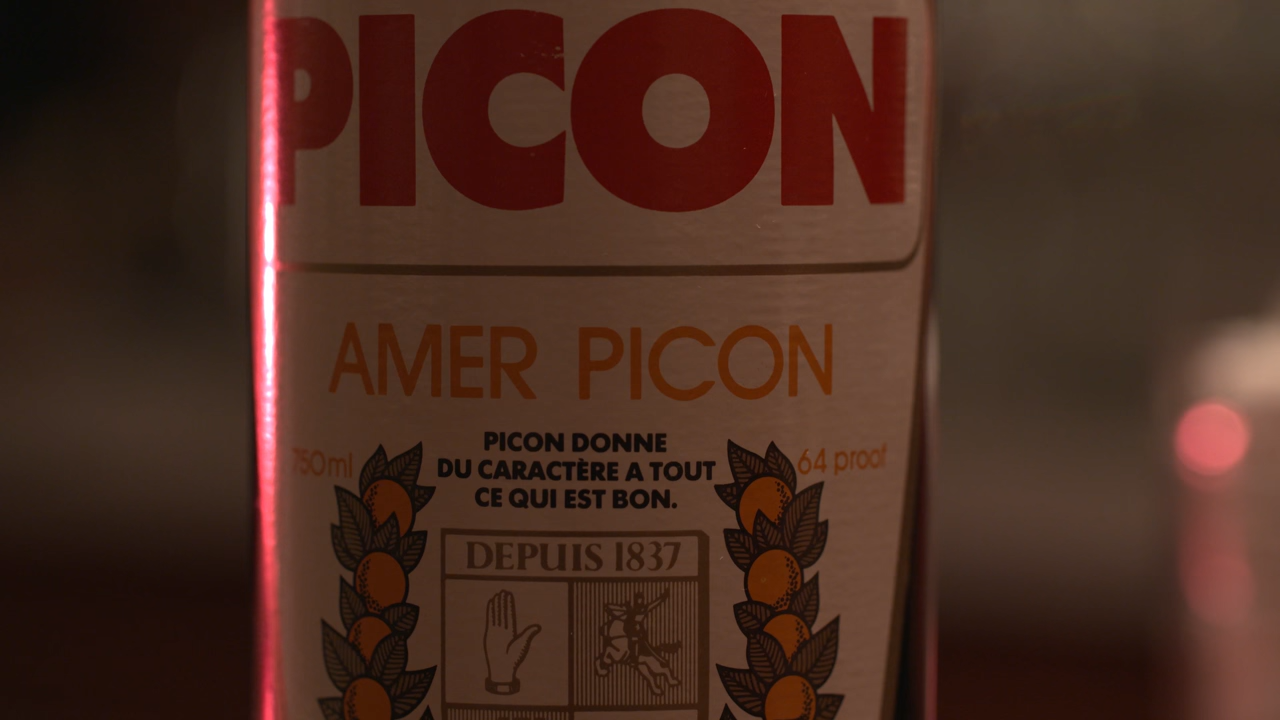 PICON
AMER PICON
PICON DONNE
DU CARACTÈRE A TOUT
CE QUI EST BON.
750ml
64 proof
DEPUIS 1837